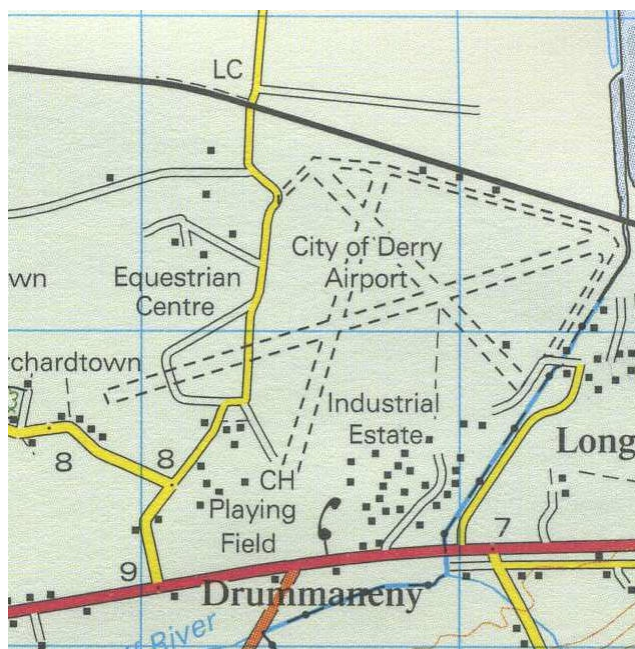 LC
City of Derry
Airport
wn
Equestrian
Centre
rchardtown
Industrial
Estate
Long
8
8
CH
Playing
Field
7
9
Drummaneny
River